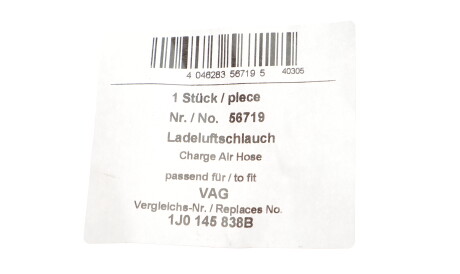 4 046283 56719 5 40305
1 Stück / piece
Nr. / No. 56719
Ladeluftschlauch
Charge Air Hose
passend für / to fit
VAG
Vergleichs-Nr. / Replaces No.
1J0 145 838B